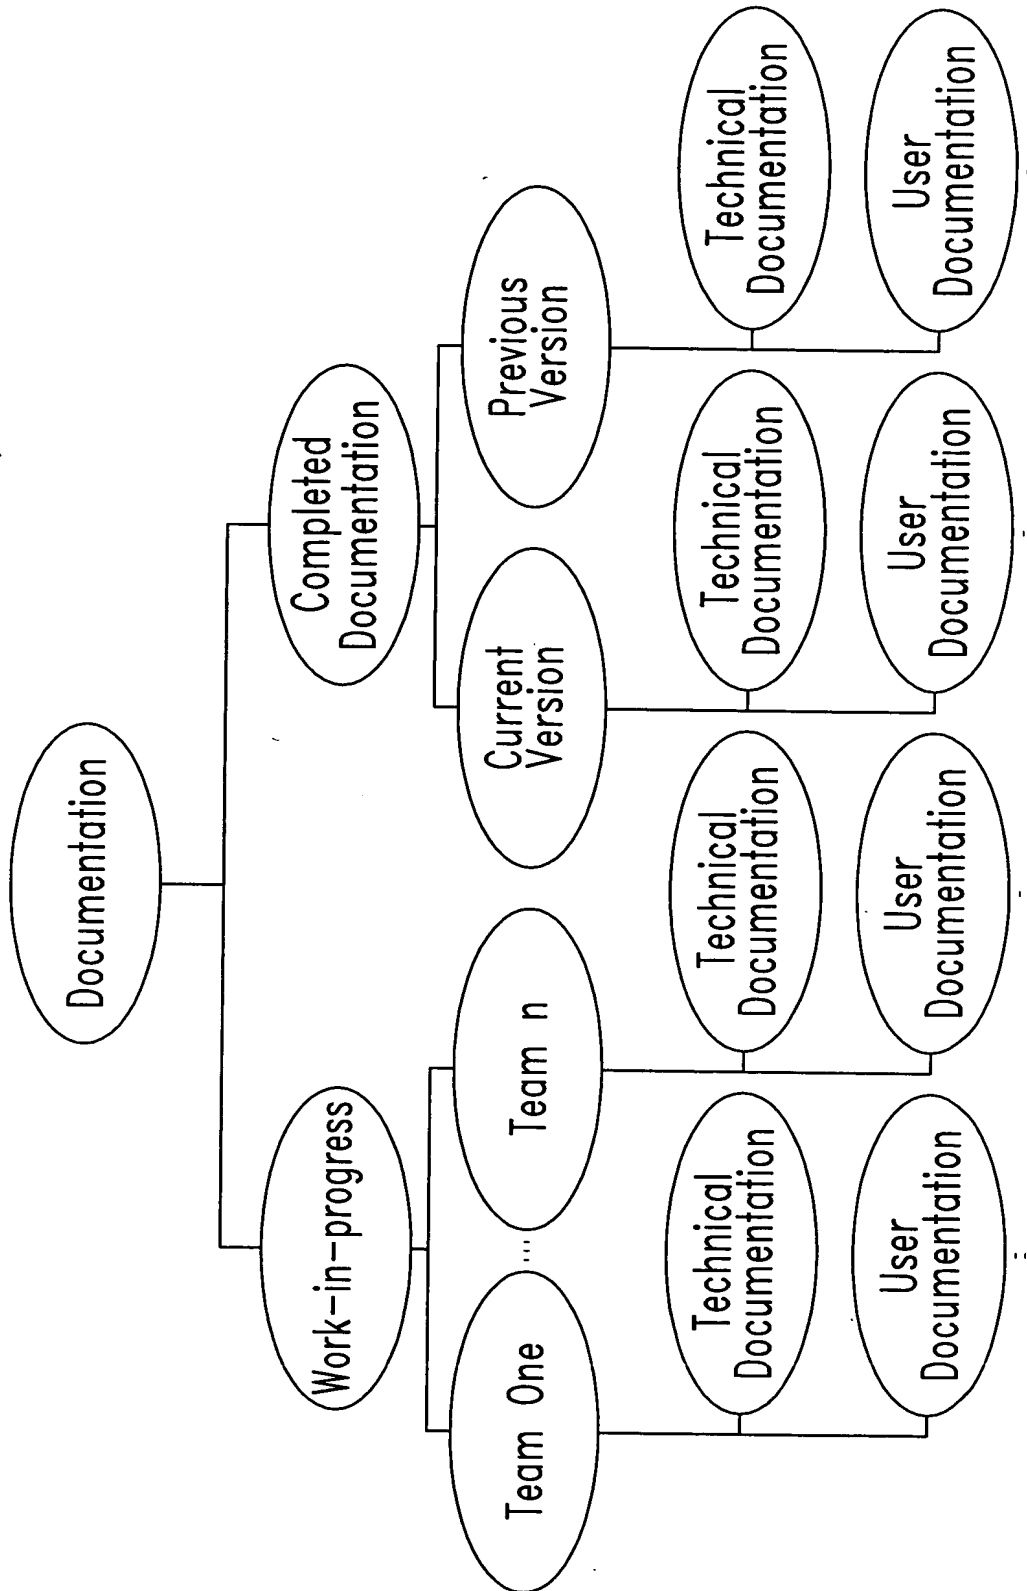 Documentation
Work-in-progress
Completed
Documentation
Team One
.....
Team n
Current
Version
Previous
Version
Technical
Documentation
Technical
Documentation
Technical
Documentation
Technical
Documentation
User
Documentation
User
Documentation
User
Documentation
User
Documentation